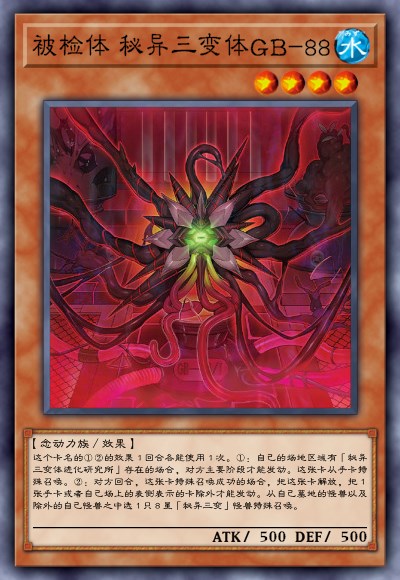 被检体 秘异三变体GB-88
水
【念动力族/效果】
这个卡名的①②的效果1回合各能使用1次。①：自己的场地区域有「秘异
三变体进化研究所」存在的场合，对方主要阶段才能发动。这张卡从手卡特
殊召唤。②：对方回合，这张卡特殊召唤成功的场合，把这张卡解放，把1
张手卡或者自己场上的表侧表示的卡除外才能发动。从自己墓地的怪兽以及
除外的自己怪兽之中选1只8星「秘异三变」怪兽特殊召唤。
ATK/ 500 DEF/ 500